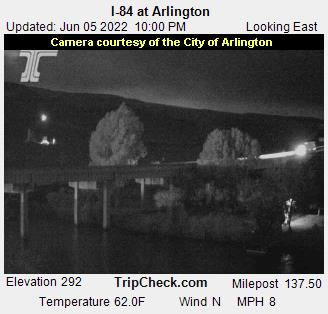 I-84 at Arlington
Updated: Jun 05 2022 10:00 PM Looking East
Camera courtesy of the City of Arlington
Elevation 292 TripCheck.com Milepost 137.50
Temperature 62.0F Wind N MPH 8